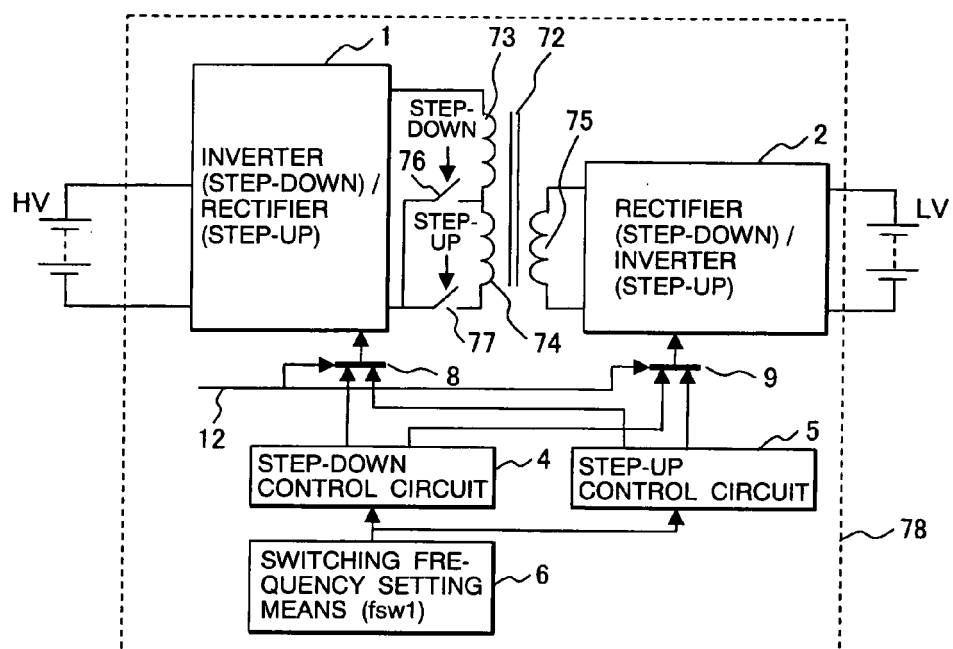 1
73
72
STEP-
DOWN
76
75
2
INVERTER
(STEP-DOWN) /
RECTIFIER
(STEP-UP)
HV
STEP-
UP
RECTIFIER
(STEP-DOWN) /
INVERTER
(STEP-UP)
LV
77
74
8
9
12
STEP-DOWN
CONTROL CIRCUIT
4
STEP-UP
CONTROL CIRCUIT
5
78
SWITCHING FRE-
QUENCY SETTING
MEANS (fsw1)
6